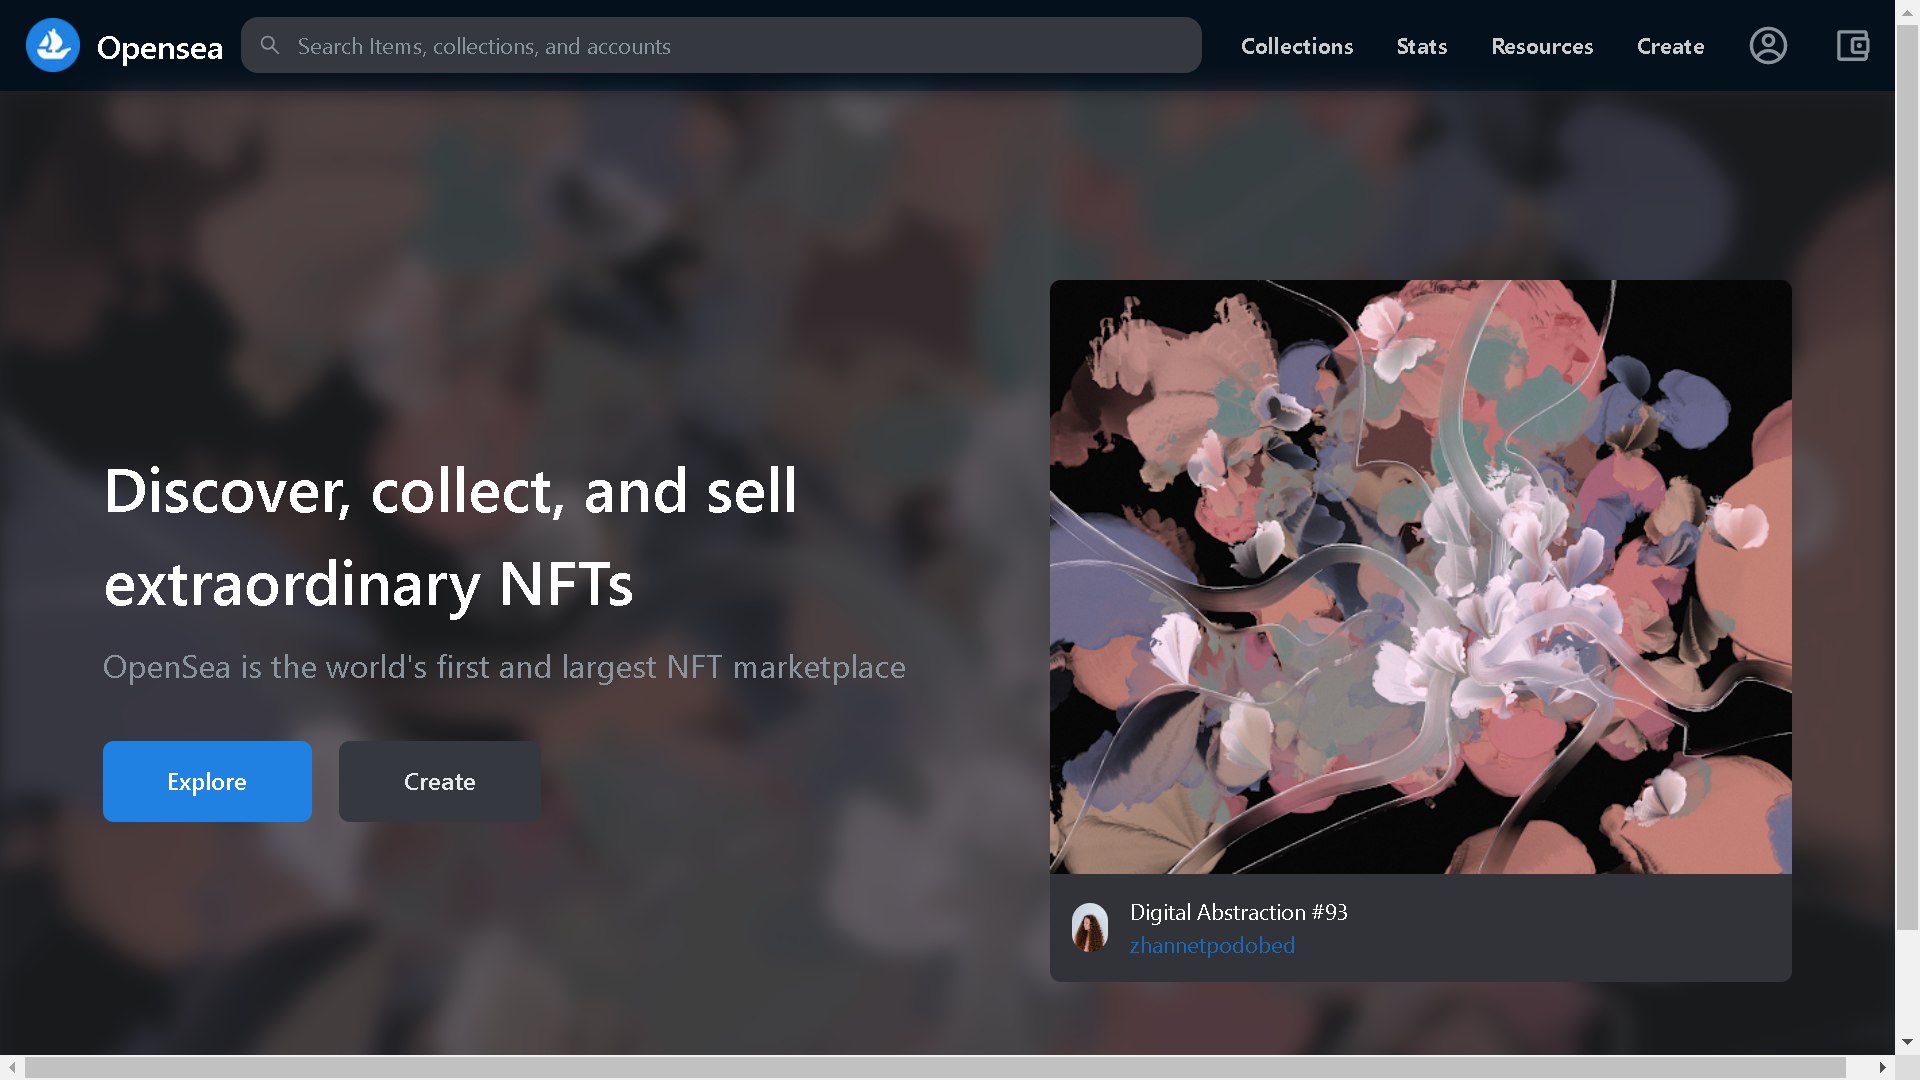 Opensea
Search Items, collections, and accounts
Collections
Stats
Resources
Create
Discover, collect, and sell
extraordinary NFTs
OpenSea is the world's first and largest NFT marketplace
Explore
Create
Digital Abstraction #93
zhannetpodobed